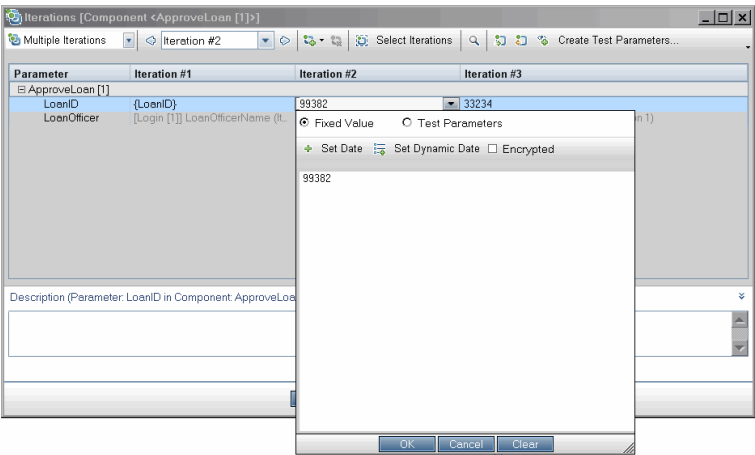 Iterations [Component <ApproveLoan [1]>]
Multiple Iterations Iteration #2 Select Iterations Create Test Parameters...
Parameter Iteration #1 Iteration #2 Iteration #3
ApproveLoan [1]
LoanID {LoanID} 99382 33234
LoanOfficer [Login [1]] LoanOfficerName (It.. n 1)
Fixed Value Test Parameters
Set Date Set Dynamic Date Encrypted
99382
Description (Parameter: LoanID in Component: ApproveLoa
OK Cancel Clear